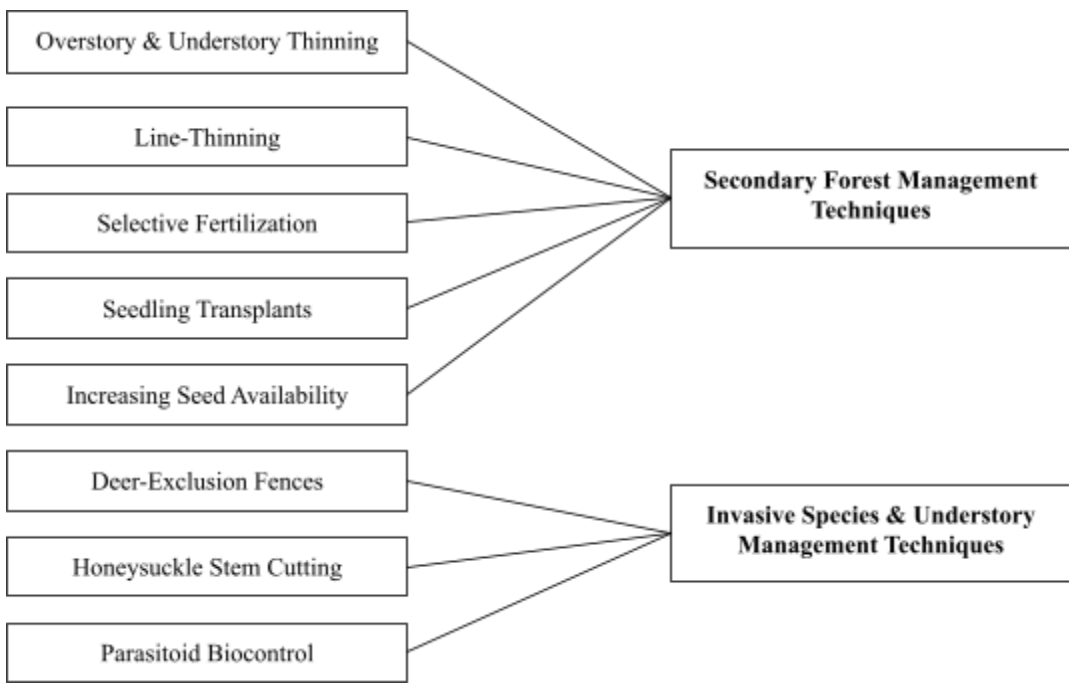 Overstory & Understory Thinning
Line-Thinning
Selective Fertilization
Seedling Transplants
Increasing Seed Availability
Deer-Exclusion Fences
Honeysuckle Stem Cutting
Parasitoid Biocontrol
Secondary Forest Management
Techniques
Invasive Species & Understory
Management Techniques